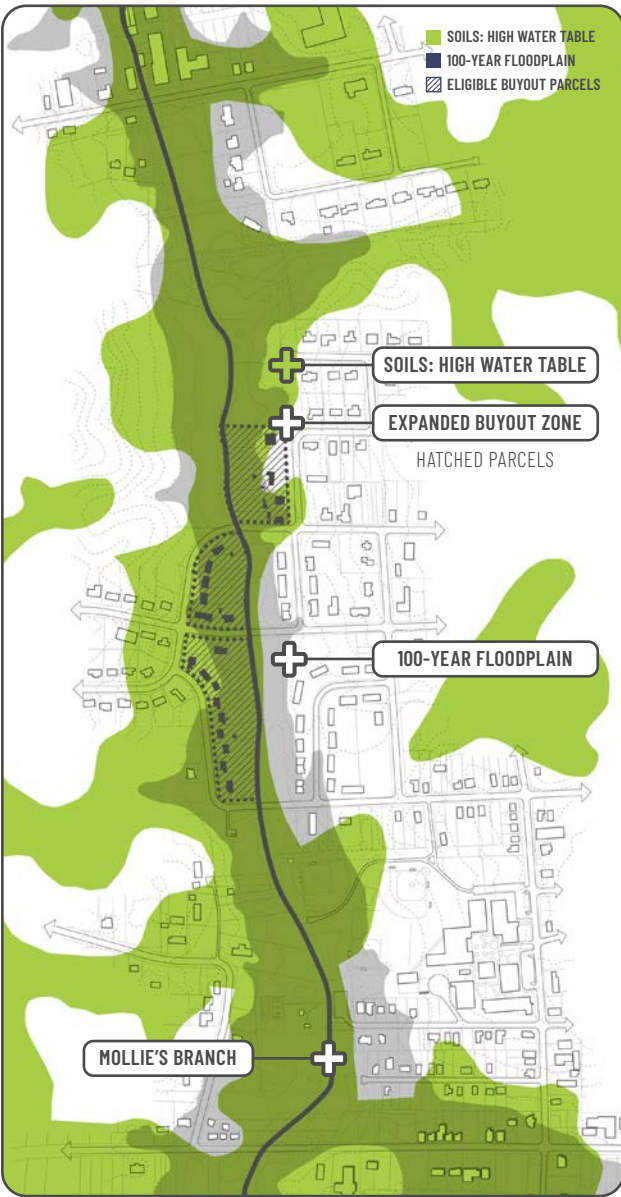 SOILS: HIGH WATER TABLE
100-YEAR FLOODPLAIN
ELIGIBLE BUYOUT PARCELS
SOILS: HIGH WATER TABLE
EXPANDED BUYOUT ZONE
HATCHED PARCELS
100-YEAR FLOODPLAIN
MOLLIE'S BRANCH